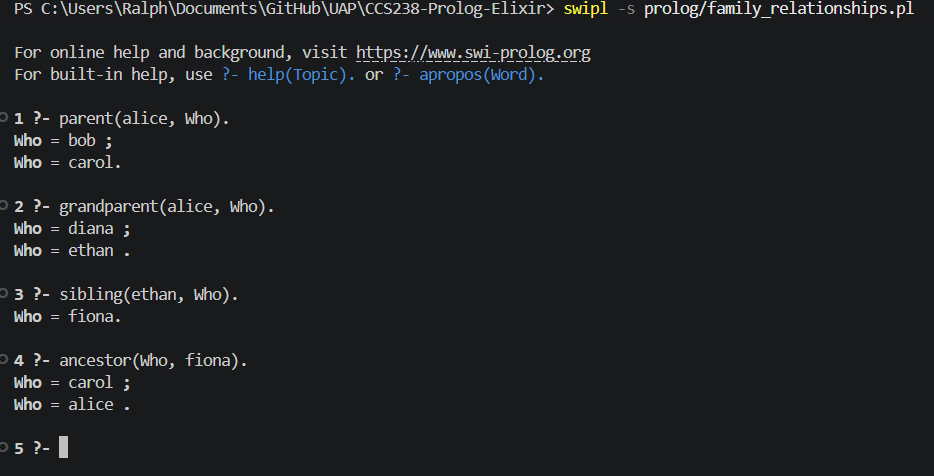 PS C:\Users\Ralph\Documents\GitHub\UAP\CCS238-Prolog-Elixir> swipl -s prolog/family_relationships.pl
For online help and background, visit https://www.swi-prolog.org
For built-in help, use ?- help(Topic). or ?- apropos(Word).
1 ?- parent(alice, Who).
Who = bob ;
Who = carol.
2 ?- grandparent(alice, Who).
Who = diana ;
Who = ethan .
3 ?- sibling(ethan, Who).
Who = fiona.
4 ?- ancestor(Who, fiona).
Who = carol ;
Who = alice .
5 ?-